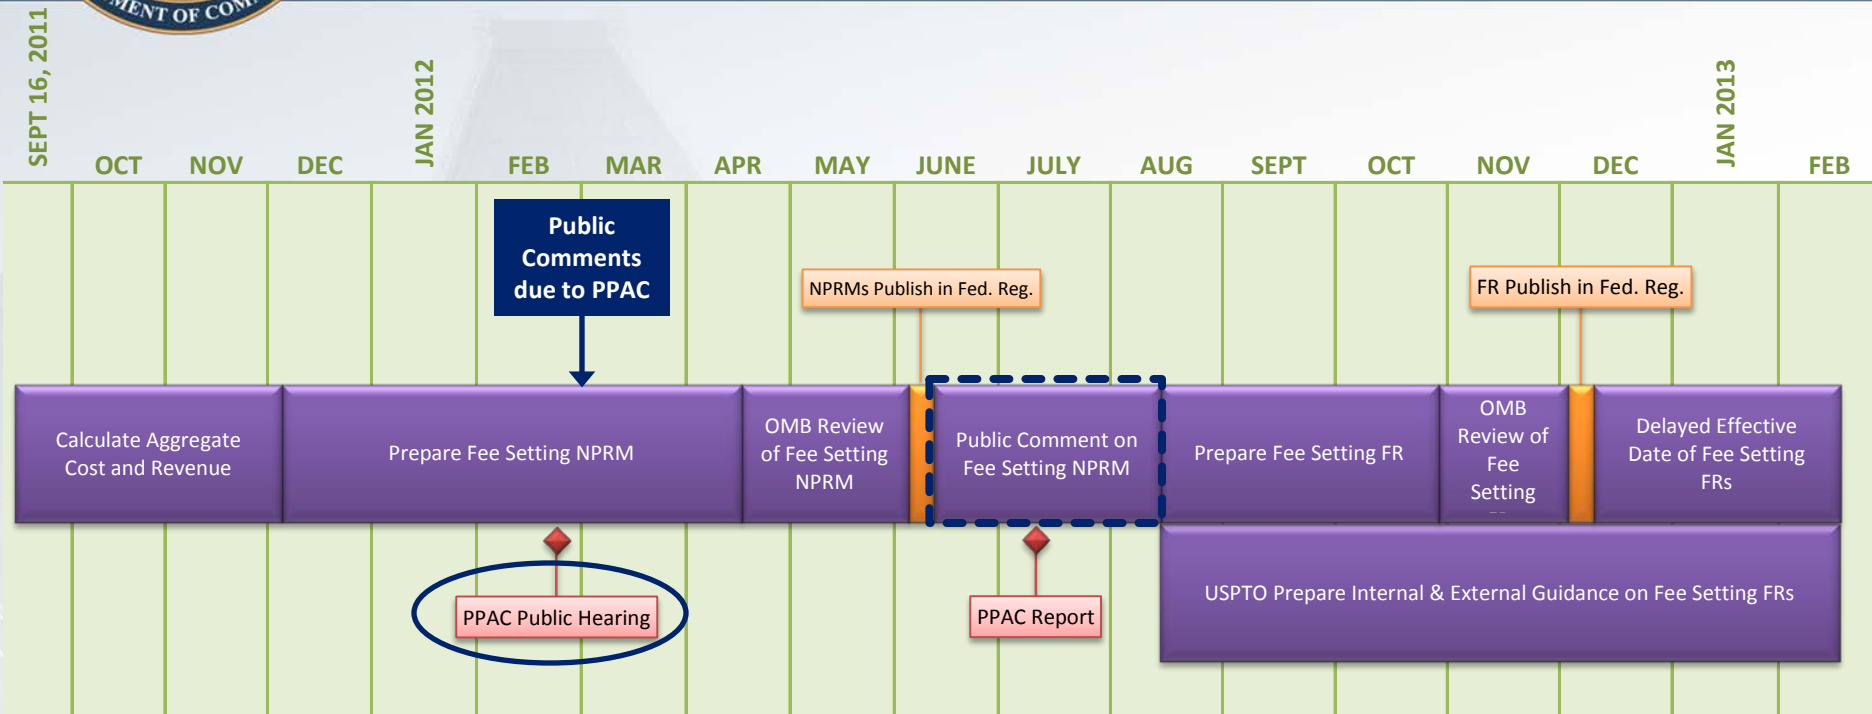 MENT OF COM
SEPT 16, 2011
OCT
NOV
DEC
JAN 2012
FEB
MAR
APR
MAY
JUNE
JULY
AUG
SEPT
OCT
NOV
DEC
JAN 2013
FEB
Public
Comments
due to PPAC
NPRMs Publish in Fed. Reg.
FR Publish in Fed. Reg.
Calculate Aggregate
Cost and Revenue
Prepare Fee Setting NPRM
OMB Review
of Fee Setting
NPRM
Public Comment on
Fee Setting NPRM
Prepare Fee Setting FR
OMB
Review of
Fee
Setting
Delayed Effective
Date of Fee Setting
FRs
PPAC Public Hearing
PPAC Report
USPTO Prepare Internal & External Guidance on Fee Setting FRs